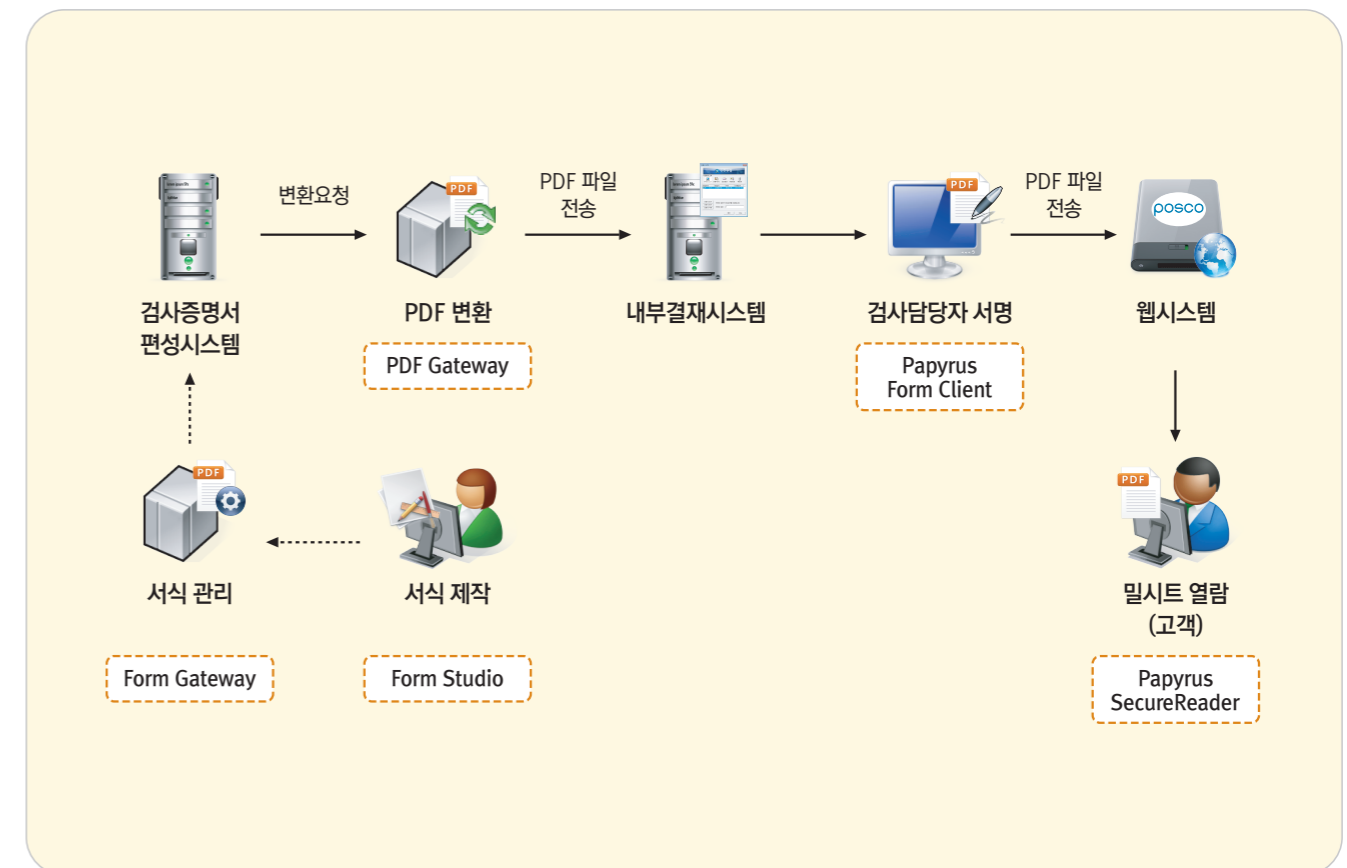 변환요청
PDF
PDF 파일
전송
PDF
PDF 파일
전송
posco
검사증명서
편성시스템
PDF 변환
내부결재시스템
검사담당자 서명
웹시스템
PDF Gateway
Papyrus
Form Client
PDF
PDF
서식 관리
서식 제작
밀시트 열람
(고객)
Form Gateway
Form Studio
Papyrus
SecureReader